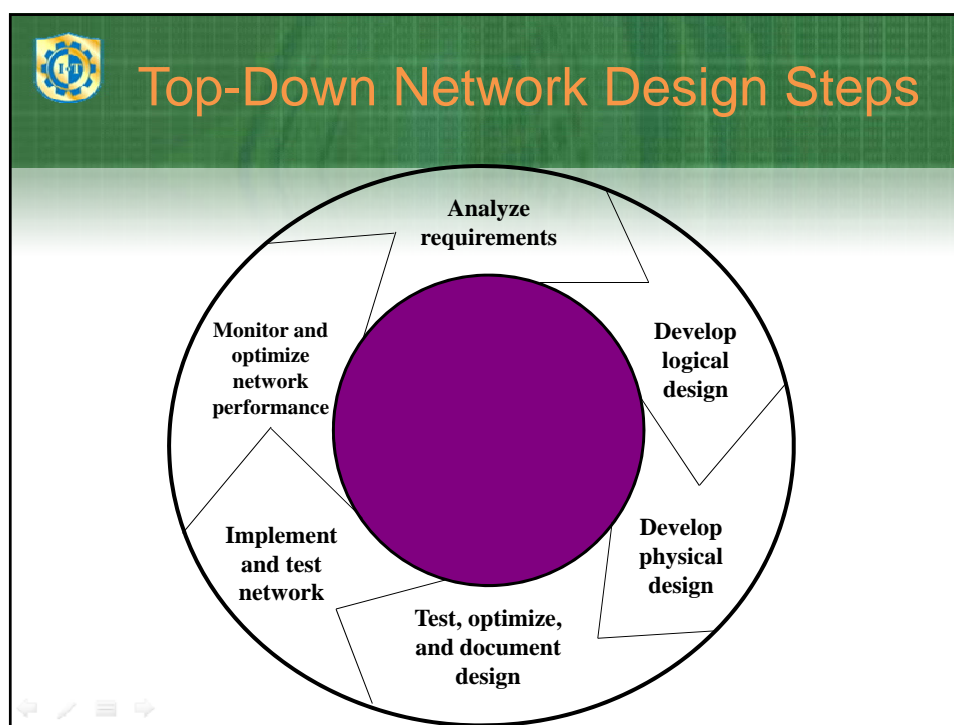 Top-Down Network Design Steps
Analyze
requirements
Develop
logical
design
Develop
physical
design
Test, optimize,
and document
design
Implement
and test
network
Monitor and
optimize
network
performance